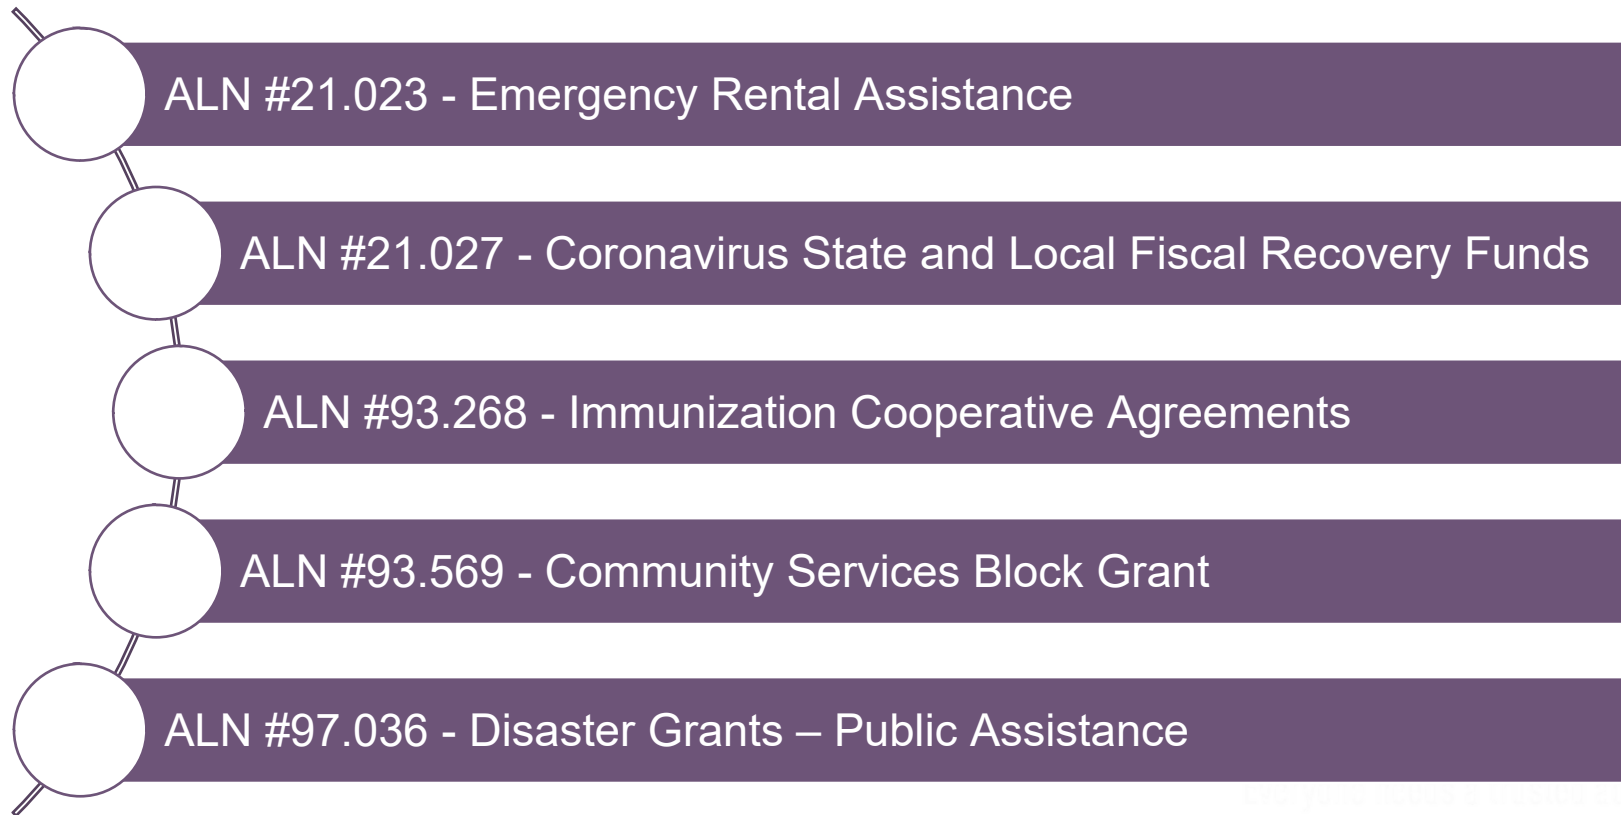 ALN #21.023 - Emergency Rental Assistance
ALN #21.027 - Coronavirus State and Local Fiscal Recovery Funds
ALN #93.268 - Immunization Cooperative Agreements
ALN #93.569 - Community Services Block Grant
ALN #97.036 - Disaster Grants – Public Assistance